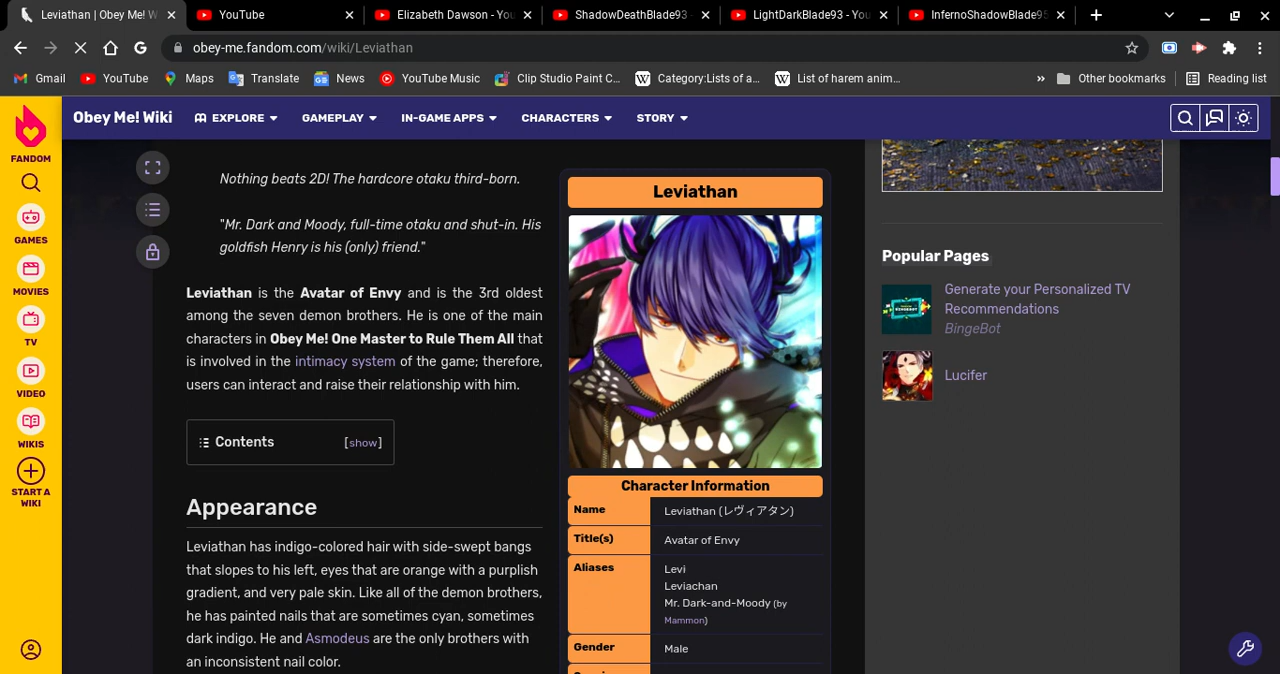 Leviathan | Obey Me! W
YouTube
Elizabeth Dawson - You
ShadowDeathBlade93 -
LightDarkBlade93 - You
InfernoShadowBlade95
obey-me.fandom.com/wiki/Leviathan
Gmail
YouTube
Maps
Translate
News
YouTube Music
Clip Studio Paint C...
Category:Lists of a...
List of harem anim...
»
Other bookmarks
Reading list
Obey Me! Wiki
EXPLORE
GAMEPLAY
IN-GAME APPS
CHARACTERS
STORY
FANDOM
GAMES
MOVIES
TV
VIDEO
WIKIS
START A
WIKI
Nothing beats 2D! The hardcore otaku third-born.
"Mr. Dark and Moody, full-time otaku and shut-in. His
goldfish Henry is his (only) friend."
Leviathan is the Avatar of Envy and is the 3rd oldest
among the seven demon brothers. He is one of the main
characters in Obey Me! One Master to Rule Them All that
is involved in the intimacy system of the game; therefore,
users can interact and raise their relationship with him.
Contents [show]
Appearance
Leviathan has indigo-colored hair with side-swept bangs
that slopes to his left, eyes that are orange with a purplish
gradient, and very pale skin. Like all of the demon brothers,
he has painted nails that are sometimes cyan, sometimes
dark indigo. He and Asmodeus are the only brothers with
an inconsistent nail color.
Leviathan
Character Information
Name Leviathan (レヴィアタン)
Title(s) Avatar of Envy
Aliases Levi
Leviachan
Mr. Dark-and-Moody (by
Mammon)
Gender Male
Popular Pages
Generate your Personalized TV
Recommendations
BingeBot
Lucifer